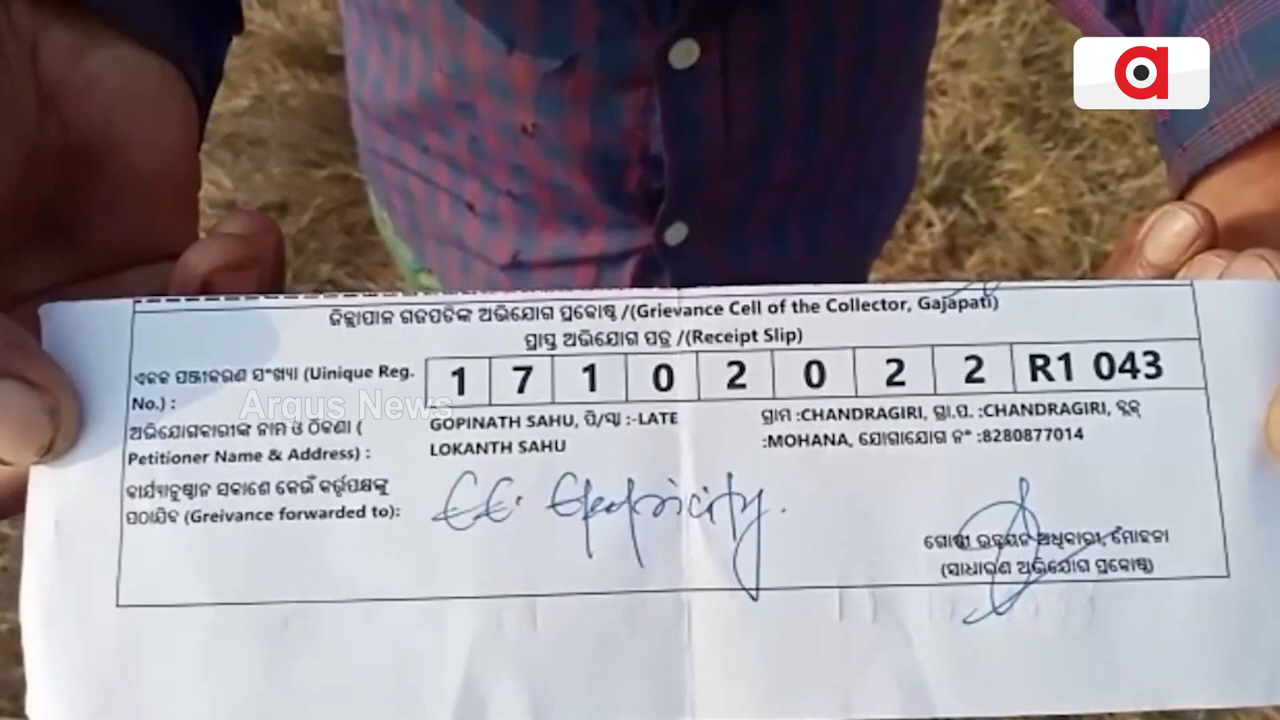 a
ଜିଲ୍ଲାପାଳ ଗଜପତିଙ୍କ ଅଭିଯୋଗ ପ୍ରକୋଷ୍ଠ /(Grievance Cell of the Collector, Gajapati)
ପ୍ରାପ୍ତ ଅଭିଯୋଗ ପତ୍ର /(Receipt Slip)
ଏକକ ପଞ୍ଜୀକରଣ ସଂଖ୍ୟା (Uinique Reg. No.) : 1 7 1 0 2 0 2 2 R1 043
Argus News
ଅଭିଯୋଗକାରୀଙ୍କ ନାମ ଓ ଠିକଣା ( GOPINATH SAHU, ପି/ସ୍ୱା :-LATE ଗ୍ରାମ :CHANDRAGIRI, ଗ୍ରା.ପ. :CHANDRAGIRI, ବ୍ଲକ୍
Petitioner Name & Address) : LOKANTH SAHU :MOHANA, ଯୋଗାଯୋଗ ନଂ :8280877014
କାର୍ଯ୍ୟାନୁଷ୍ଠାନ ସକାଶେ କେଉଁ କର୍ତ୍ତୃପକ୍ଷଙ୍କୁ
ପଠାଯିବ (Greivance forwarded to): EE. Electricity.
ଗୋଷ୍ଠୀ ଉନ୍ନୟନ ଅଧିକାରୀ, ମୋହନା
(ସାଧାରଣ ଅଭିଯୋଗ ପ୍ରକୋଷ୍ଠ)